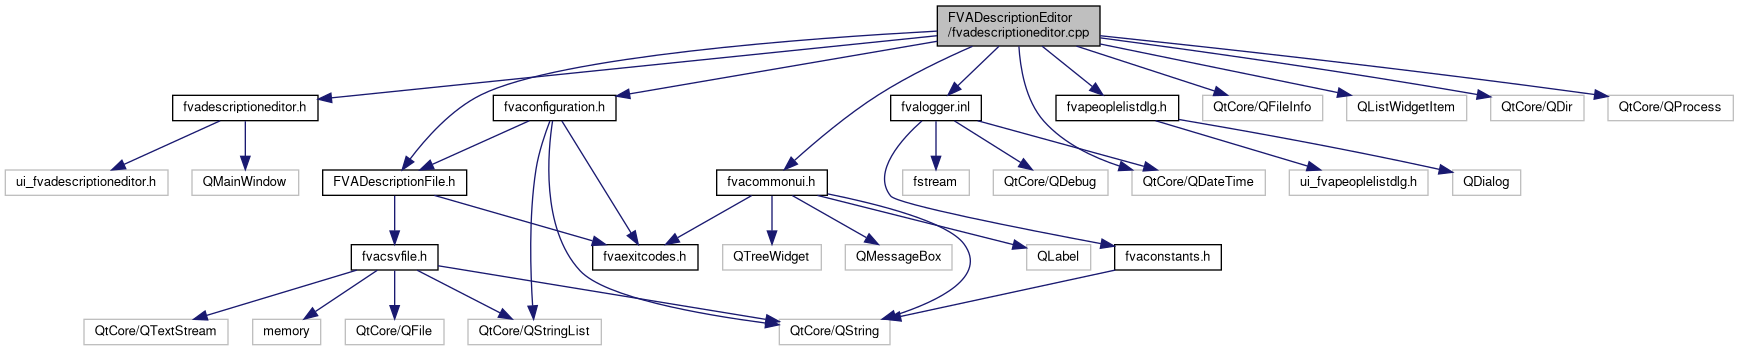 FVADescriptionEditor
/fvadescriptioneditor.cpp
fvadescriptioneditor.h
fvaconfiguration.h
fvalogger.inl
fvapeoplelistdlg.h
QtCore/QFileInfo
QListWidgetItem
QtCore/QDir
QtCore/QProcess
ui_fvadescriptioneditor.h
QMainWindow
FVADescriptionFile.h
fvacommonui.h
fstream
QtCore/QDebug
QtCore/QDateTime
ui_fvapeoplelistdlg.h
QDialog
fvacsvfile.h
fvaexitcodes.h
QTreeWidget
QMessageBox
QLabel
fvaconstants.h
QtCore/QTextStream
memory
QtCore/QFile
QtCore/QStringList
QtCore/QString